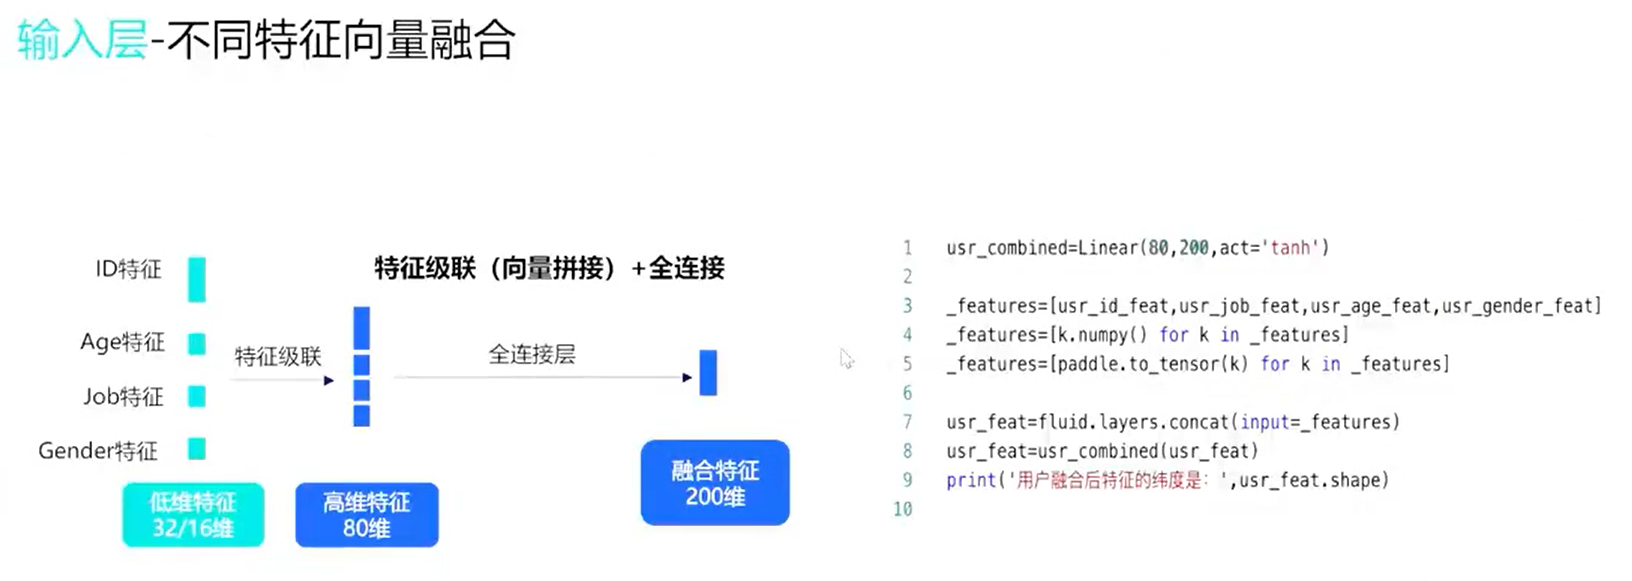 输入层-不同特征向量融合
特征级联（向量拼接）+全连接
ID特征
Age特征
Job特征
Gender特征
特征级联
全连接层
低维特征
32/16维
高维特征
80维
融合特征
200维
1 usr_combined=Linear(80,200,act='tanh')
2
3 _features=[usr_id_feat,usr_job_feat,usr_age_feat,usr_gender_feat]
4 _features=[k.numpy() for k in _features]
5 _features=[paddle.to_tensor(k) for k in _features]
6
7 usr_feat=fluid.layers.concat(input=_features)
8 usr_feat=usr_combined(usr_feat)
9 print('用户融合后特征的纬度是：',usr_feat.shape)
10